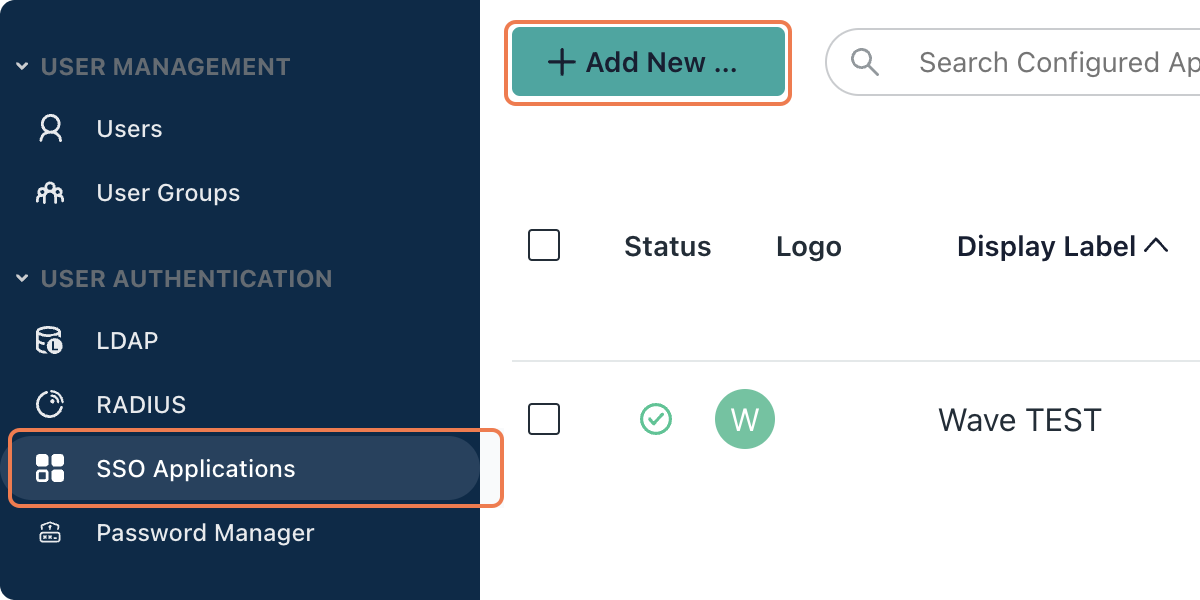 USER MANAGEMENT
Users
User Groups
USER AUTHENTICATION
LDAP
RADIUS
SSO Applications
Password Manager
+ Add New ...
Search Configured Ap
Status Logo Display Label
W Wave TEST